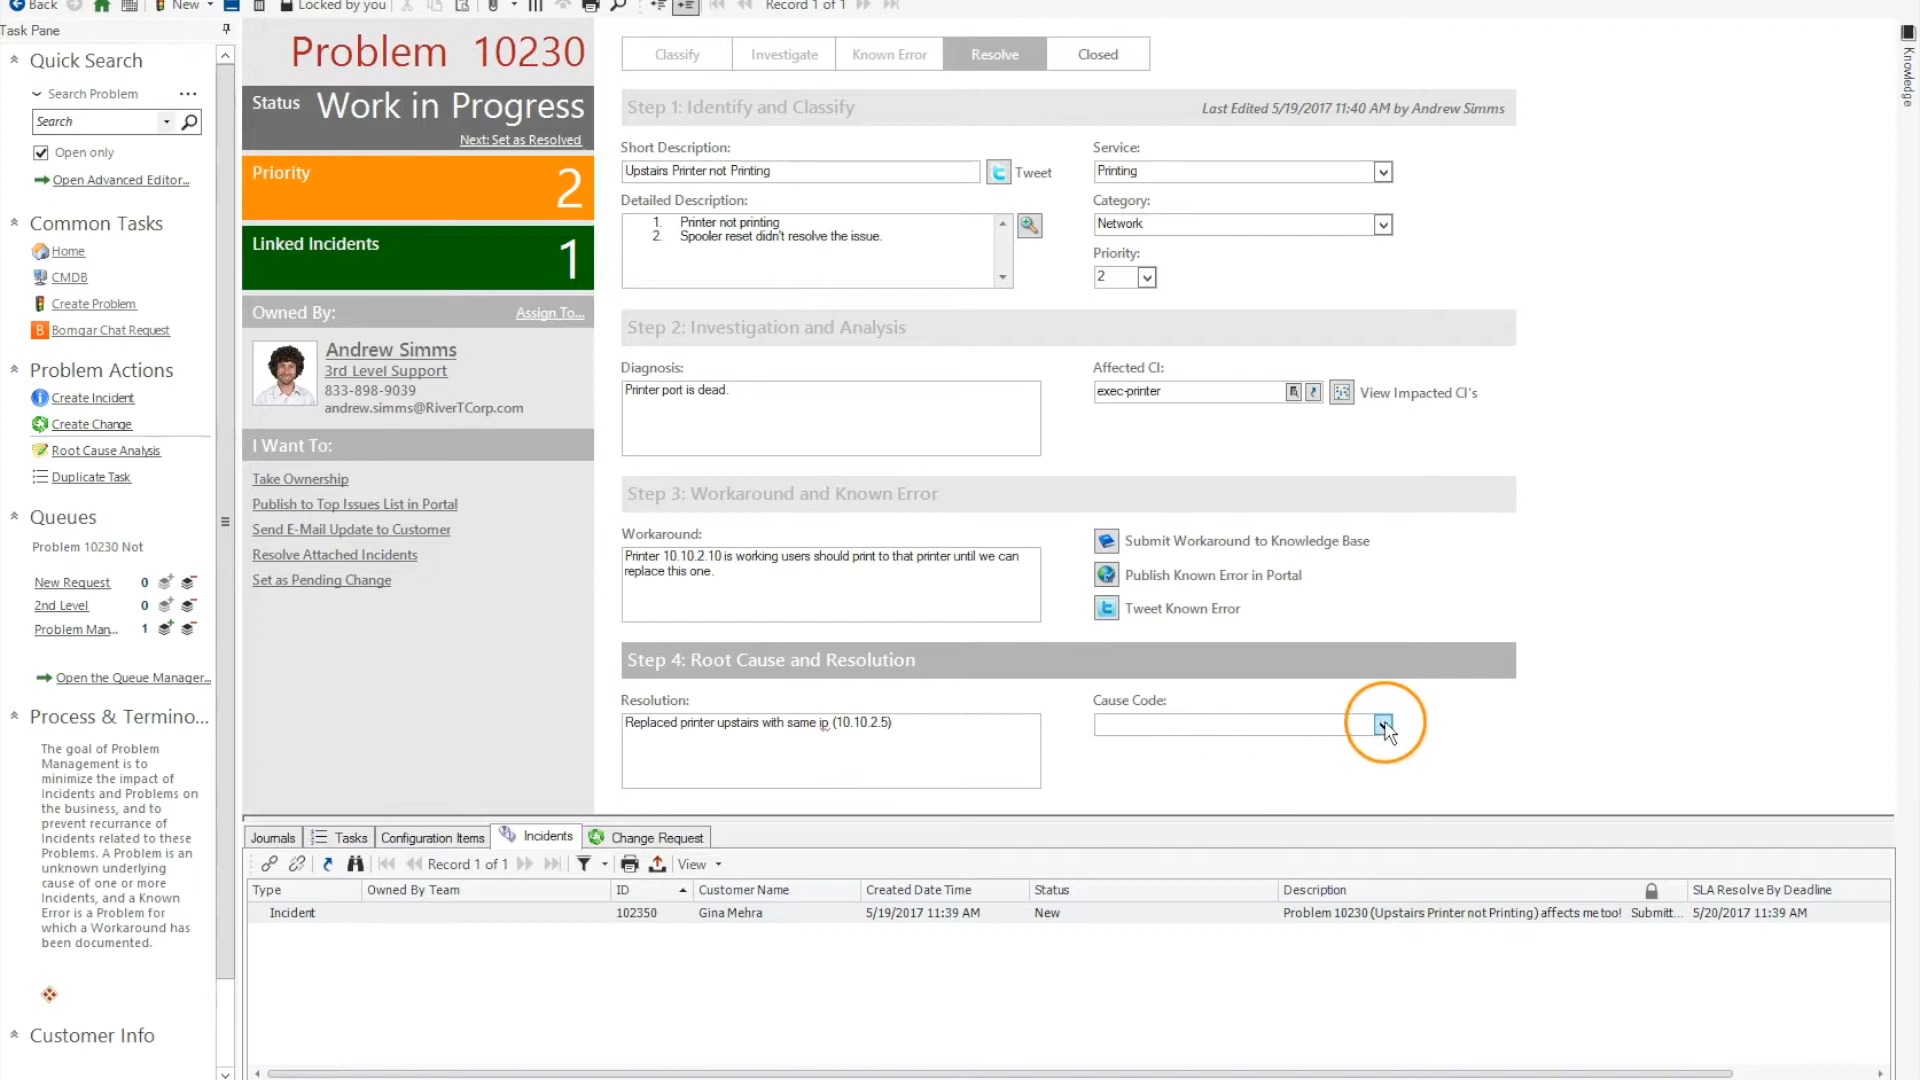 Back
New
Locked by you
Record 1 of 1
Task Pane
Quick Search
Search Problem
Search
Open only
Open Advanced Editor...
Common Tasks
Home
CMDB
Create Problem
B Bomgar Chat Request
Problem Actions
Create Incident
Create Change
Root Cause Analysis
Duplicate Task
Queues
Problem 10230 Not
New Request 0
2nd Level 0
Problem Man... 1
Open the Queue Manager...
Process & Termino...
The goal of Problem
Management is to
minimize the impact of
Incidents and Problems on
the business, and to
prevent recurrance of
Incidents related to these
Problems. A Problem is an
unknown underlying
cause of one or more
Incidents, and a Known
Error is a Problem for
which a Workaround has
been documented.
Customer Info
Problem 10230
Status Work in Progress
Next: Set as Resolved
Priority 2
Linked Incidents 1
Owned By: Assign To...
Andrew Simms
3rd Level Support
833-898-9039
andrew.simms@RiverTCorp.com
I Want To:
Take Ownership
Publish to Top Issues List in Portal
Send E-Mail Update to Customer
Resolve Attached Incidents
Set as Pending Change
Classify Investigate Known Error Resolve Closed
Step 1: Identify and Classify Last Edited 5/19/2017 11:40 AM by Andrew Simms
Short Description:
Upstairs Printer not Printing
Tweet
Detailed Description:
1. Printer not printing
2. Spooler reset didn't resolve the issue.
Service:
Printing
Category:
Network
Priority:
2
Step 2: Investigation and Analysis
Diagnosis:
Printer port is dead.
Affected CI:
exec-printer
View Impacted CI's
Step 3: Workaround and Known Error
Workaround:
Printer 10.10.2.10 is working users should print to that printer until we can
replace this one.
Submit Workaround to Knowledge Base
Publish Known Error in Portal
Tweet Known Error
Step 4: Root Cause and Resolution
Resolution:
Replaced printer upstairs with same ip (10.10.2.5)
Cause Code:
Knowledge
Journals Tasks Configuration Items Incidents Change Request
Record 1 of 1 View
Type Owned By Team ID Customer Name Created Date Time Status Description SLA Resolve By Deadline
Incident 102350 Gina Mehra 5/19/2017 11:39 AM New Problem 10230 (Upstairs Printer not Printing) affects me too! Submitt... 5/20/2017 11:39 AM